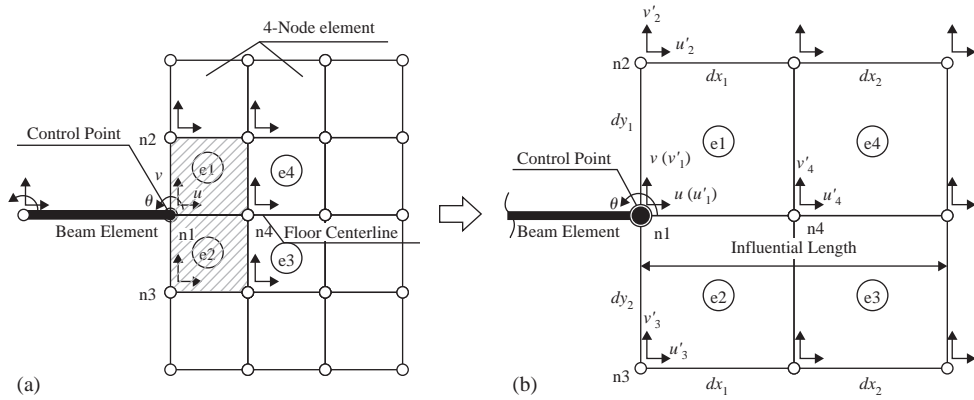 4-Node element
n2
Control Point
v
e1
e4
θ
u
Beam Element
n1
n4
Floor Centerline
e2
e3
n3
(a)
v'2
u'2
n2
dx1
dx2
dy1
e1
e4
Control Point
v (v'1)
v'4
θ
u (u'1)
u'4
Beam Element
n1
n4
Influential Length
dy2
e2
e3
v'3
u'3
n3
dx1
dx2
(b)